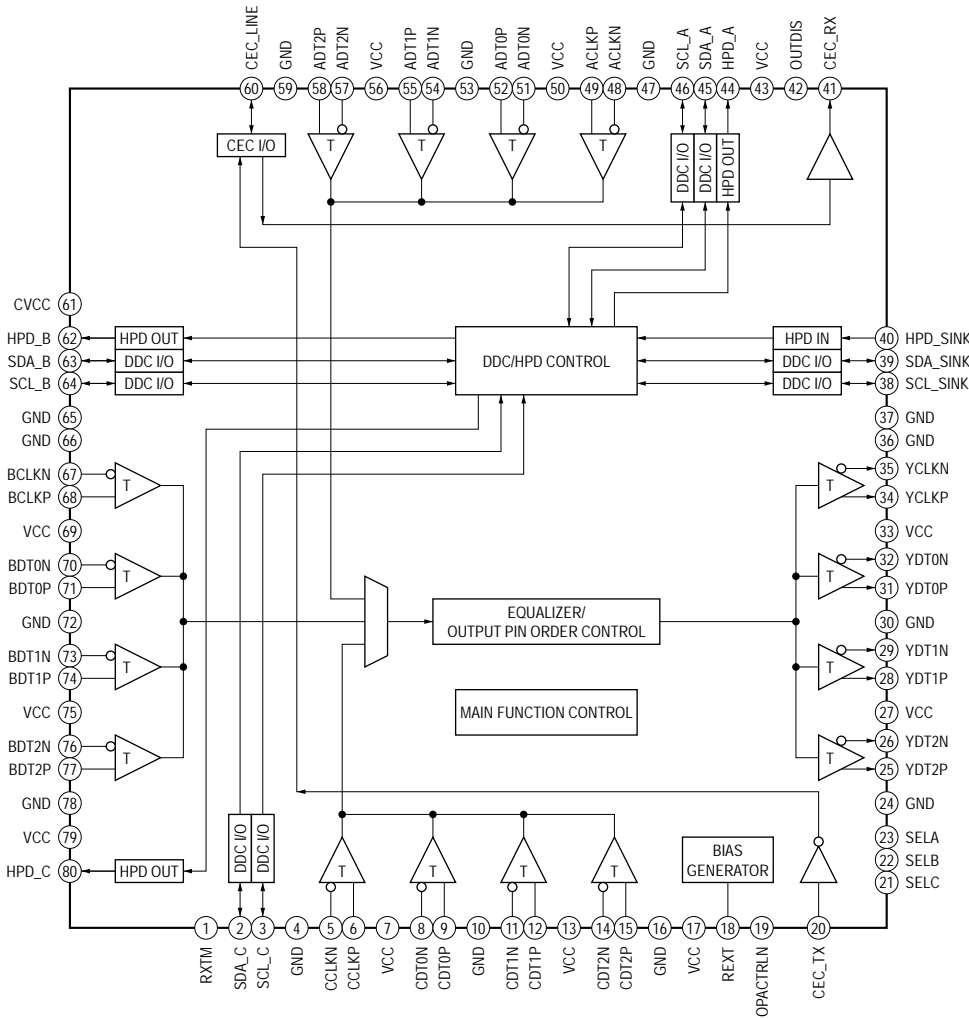 CEC_LINE
GND
ADT2P
ADT2N
VCC
ADT1P
ADT1N
GND
ADT0P
ADT0N
VCC
ACLKP
ACLKN
GND
SCL_A
SDA_A
HPD_A
VCC
OUTDIS
CEC_RX
60
59
58
57
56
55
54
53
52
51
50
49
48
47
46
45
44
43
42
41
CEC I/O
T
T
T
T
DDC I/O
DDC I/O
HPD OUT
CVCC 61
HPD_B 62 HPD OUT
SDA_B 63 DDC I/O
SCL_B 64 DDC I/O
DDC/HPD CONTROL
HPD IN 40 HPD_SINK
DDC I/O 39 SDA_SINK
DDC I/O 38 SCL_SINK
GND 65
GND 66
37 GND
36 GND
BCLKN 67
T
BCLKP 68
35 YCLKN
T
34 YCLKP
VCC 69
33 VCC
BDT0N 70
T
BDT0P 71
32 YDT0N
T
31 YDT0P
GND 72
EQUALIZER/
OUTPUT PIN ORDER CONTROL
30 GND
BDT1N 73
T
BDT1P 74
29 YDT1N
T
28 YDT1P
VCC 75
MAIN FUNCTION CONTROL
27 VCC
BDT2N 76
T
BDT2P 77
26 YDT2N
T
25 YDT2P
GND 78
24 GND
VCC 79
23 SELA
22 SELB
21 SELC
HPD_C 80 HPD OUT
DDC I/O
DDC I/O
T
T
T
T
BIAS
GENERATOR
1
2
3
4
5
6
7
8
9
10
11
12
13
14
15
16
17
18
19
20
RXTM
SDA_C
SCL_C
GND
CCLKN
CCLKP
VCC
CDT0N
CDT0P
GND
CDT1N
CDT1P
VCC
CDT2N
CDT2P
GND
VCC
REXT
OPACTRLN
CEC_TX